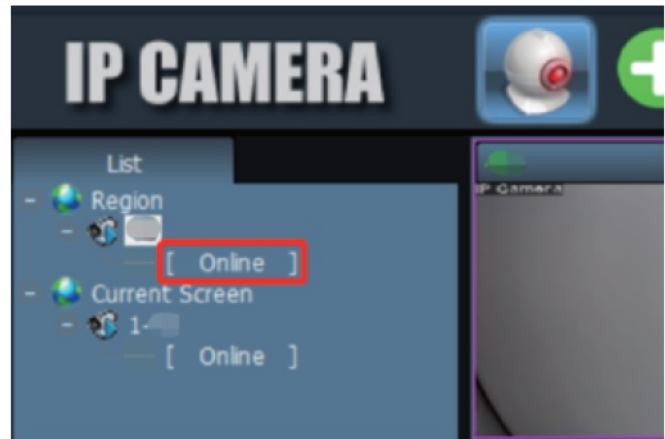 IP CAMERA
List
IP Camera
Region
[ Online ]
Current Screen
1-
[ Online ]